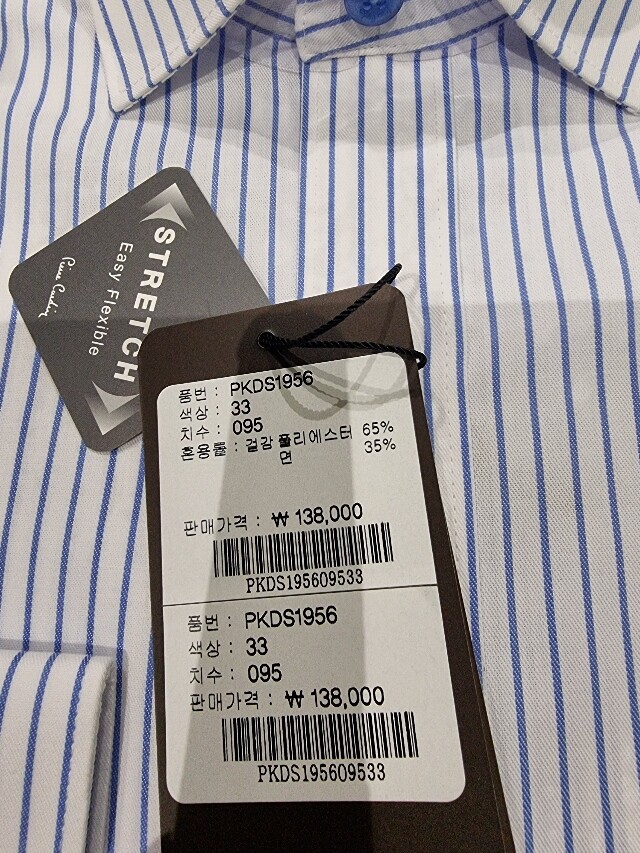 STRETCH
Easy Flexible
Pierre Cardin
품번 : PKDS1956
색상 : 33
치수 : 095
혼용률 : 겉감 폴리에스터 65%
면 35%
판매가격 : ₩ 138,000
PKDS195609533
품번 : PKDS1956
색상 : 33
치수 : 095
판매가격 : ₩ 138,000
PKDS195609533